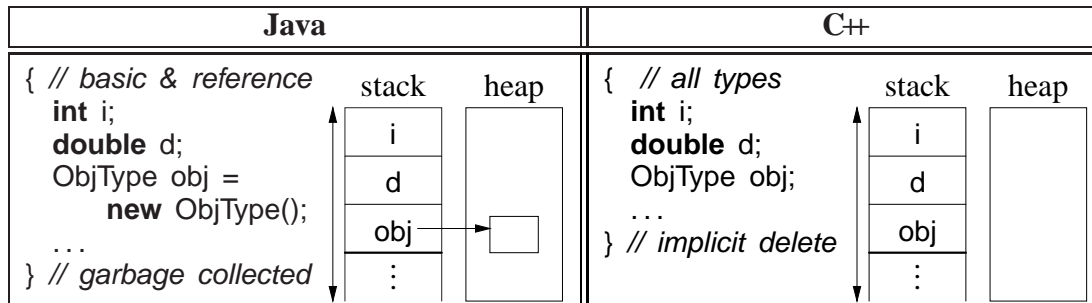 Java
C++
{ // basic & reference
int i;
double d;
ObjType obj =
new ObjType();
...
} // garbage collected
stack
heap
i
d
obj
⋮
{ // all types
int i;
double d;
ObjType obj;
...
} // implicit delete
stack
heap
i
d
obj
⋮